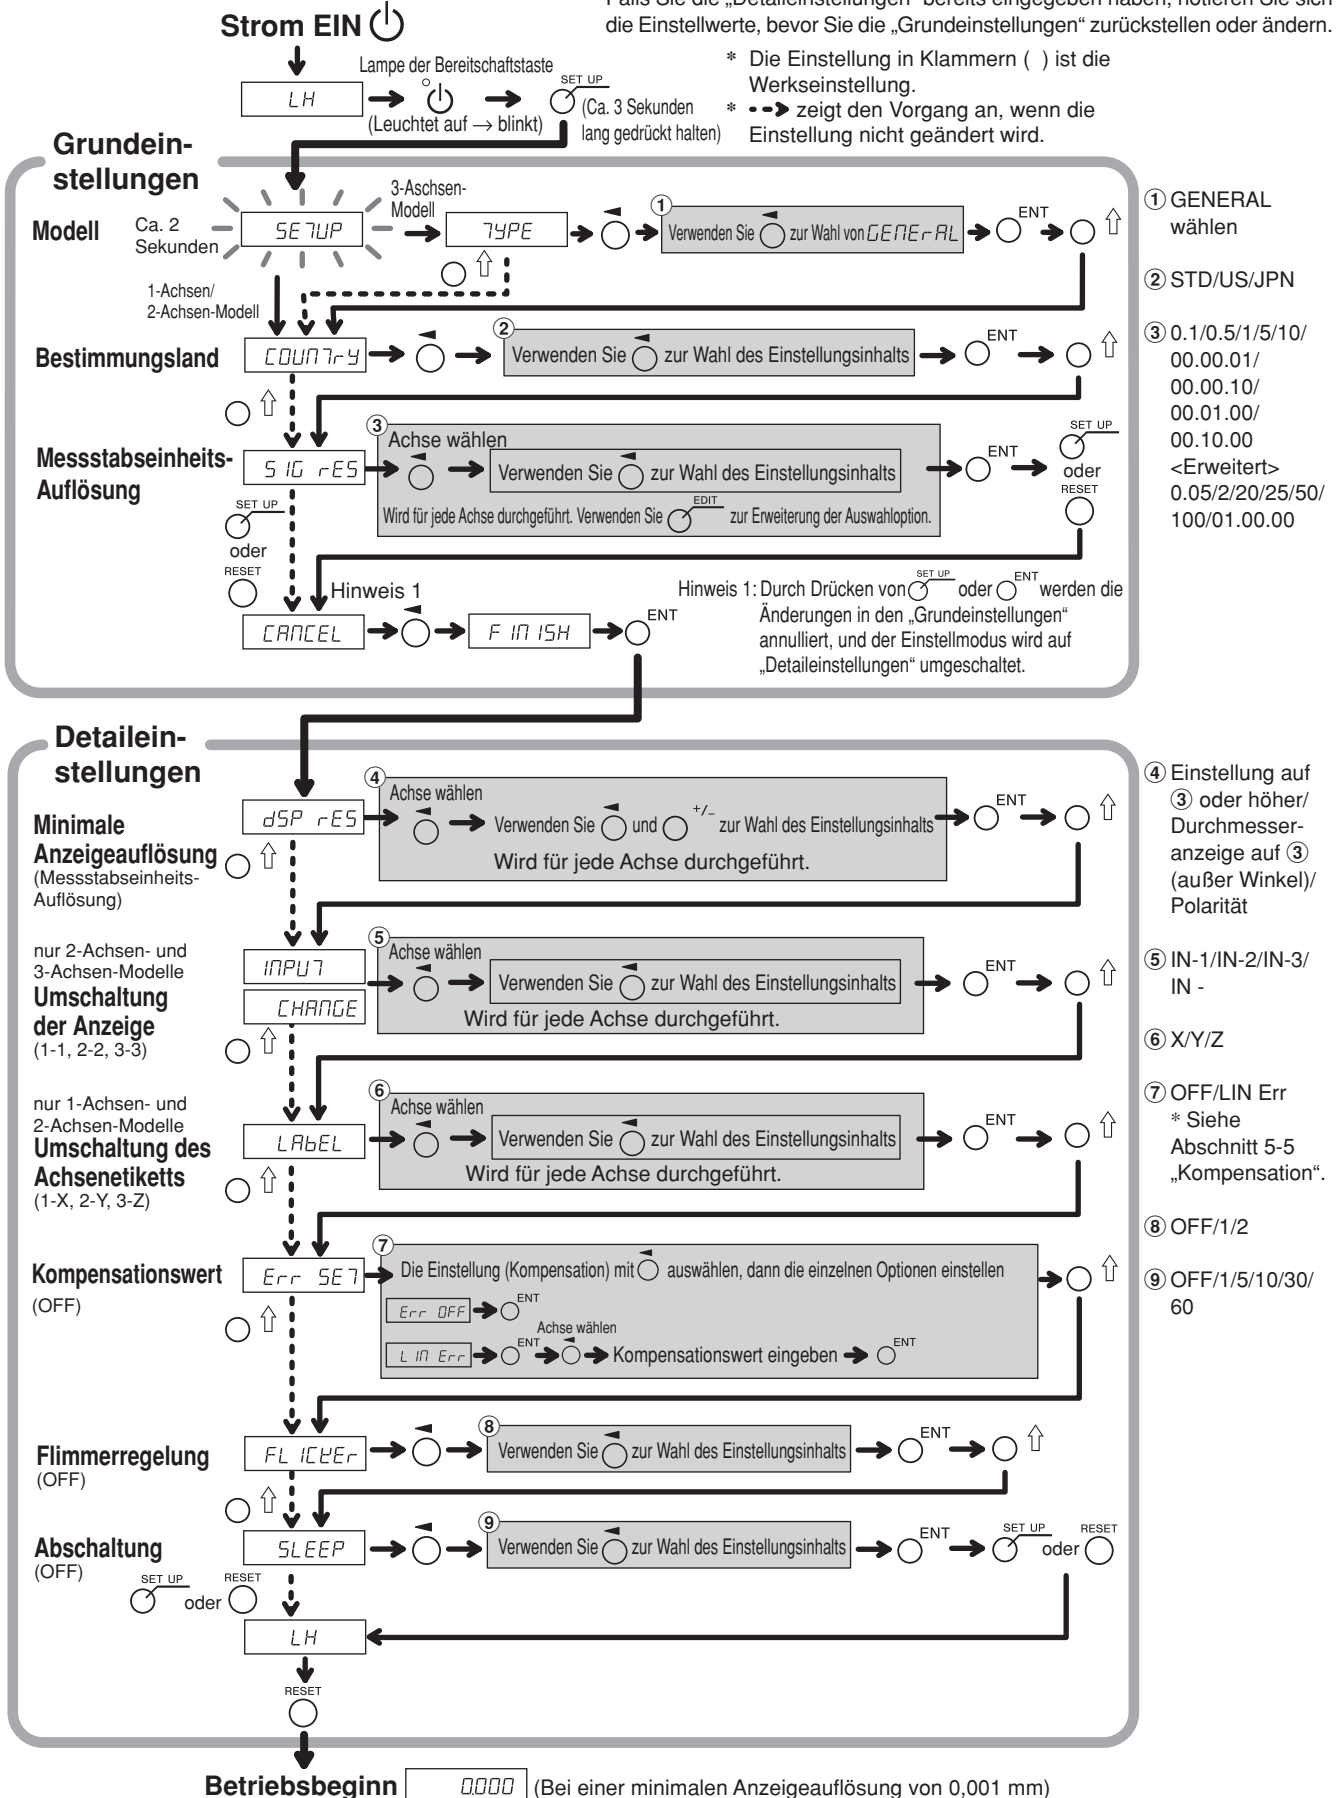 Falls Sie die „Detaileinstellungen“ bereits eingegeben haben, notieren Sie sich
die Einstellwerte, bevor Sie die „Grundeinstellungen“ zurückstellen oder ändern.
Strom EIN
* Die Einstellung in Klammern ( ) ist die
Werkseinstellung.
* zeigt den Vorgang an, wenn die
Einstellung nicht geändert wird.
Lampe der Bereitschaftstaste
LH
(Leuchtet auf → blinkt)
SET UP
(Ca. 3 Sekunden
lang gedrückt halten)
Grundein-
stellungen
Modell
Ca. 2
Sekunden
SETUP
3-Aschsen-
Modell
TYPE
① Verwenden Sie zur Wahl von GENErAL
ENT
1-Achsen/
2-Achsen-Modell
Bestimmungsland
COUNTrY
② Verwenden Sie zur Wahl des Einstellungsinhalts
ENT
Messstabseinheits-
Auflösung
SIG rES
③ Achse wählen
Verwenden Sie zur Wahl des Einstellungsinhalts
Wird für jede Achse durchgeführt. Verwenden Sie EDIT zur Erweiterung der Auswahloption.
ENT
SET UP
oder
RESET
SET UP
oder
RESET
Hinweis 1
CANCEL
FINISH
ENT
Hinweis 1: Durch Drücken von SET UP oder ENT werden die
Änderungen in den „Grundeinstellungen“
annulliert, und der Einstellmodus wird auf
„Detaileinstellungen“ umgeschaltet.
① GENERAL
wählen
② STD/US/JPN
③ 0.1/0.5/1/5/10/
00.00.01/
00.00.10/
00.01.00/
00.10.00
<Erweitert>
0.05/2/20/25/50/
100/01.00.00
Detailein-
stellungen
Minimale
Anzeigeauflösung
(Messstabseinheits-
Auflösung)
dSP rES
④ Achse wählen
Verwenden Sie und +/- zur Wahl des Einstellungsinhalts
Wird für jede Achse durchgeführt.
ENT
nur 2-Achsen- und
3-Achsen-Modelle
Umschaltung
der Anzeige
(1-1, 2-2, 3-3)
INPUT
CHANGE
⑤ Achse wählen
Verwenden Sie zur Wahl des Einstellungsinhalts
Wird für jede Achse durchgeführt.
ENT
nur 1-Achsen- und
2-Achsen-Modelle
Umschaltung des
Achsenetiketts
(1-X, 2-Y, 3-Z)
LAbEL
⑥ Achse wählen
Verwenden Sie zur Wahl des Einstellungsinhalts
Wird für jede Achse durchgeführt.
ENT
Kompensationswert
(OFF)
Err SET
⑦ Die Einstellung (Kompensation) mit auswählen, dann die einzelnen Optionen einstellen
Err OFF ENT
LIN Err ENT Achse wählen Kompensationswert eingeben ENT
Flimmerregelung
(OFF)
FLICKEr
⑧ Verwenden Sie zur Wahl des Einstellungsinhalts
ENT
Abschaltung
(OFF)
SLEEP
⑨ Verwenden Sie zur Wahl des Einstellungsinhalts
ENT
SET UP oder RESET
SET UP oder RESET
LH
RESET
④ Einstellung auf
③ oder höher/
Durchmesser-
anzeige auf ③
(außer Winkel)/
Polarität
⑤ IN-1/IN-2/IN-3/
IN -
⑥ X/Y/Z
⑦ OFF/LIN Err
* Siehe
Abschnitt 5-5
„Kompensation“.
⑧ OFF/1/2
⑨ OFF/1/5/10/30/
60
Betriebsbeginn 0.000 (Bei einer minimalen Anzeigeauflösung von 0,001 mm)